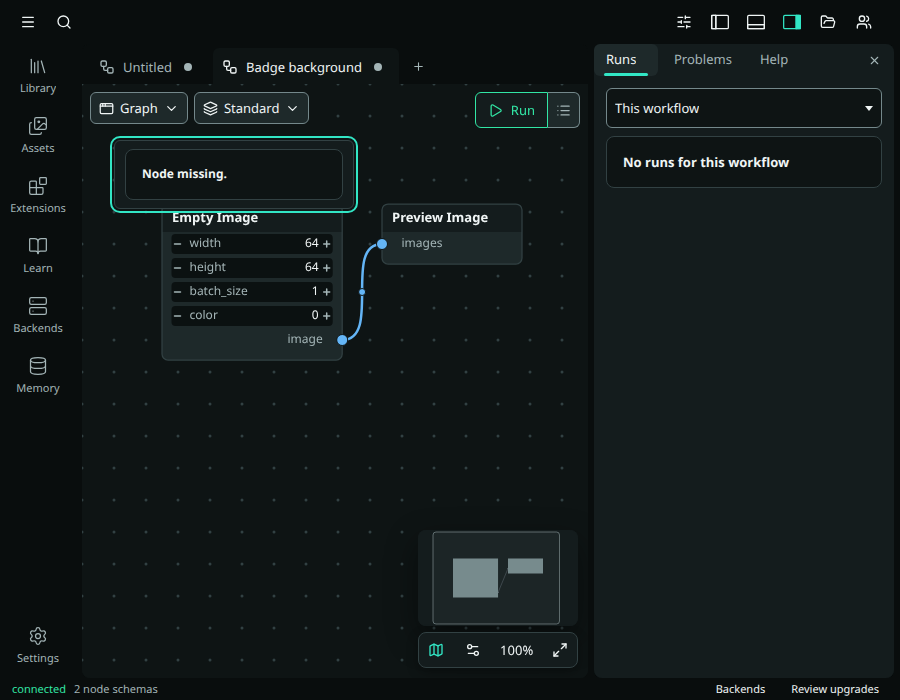 Untitled
Badge background
Runs
Problems
Help
Library
Assets
Extensions
Learn
Backends
Memory
Settings
Graph
Standard
Run
This workflow
No runs for this workflow
Node missing.
Empty Image
width 64
height 64
batch_size 1
color 0
image
Preview Image
images
100%
connected 2 node schemas
Backends
Review upgrades